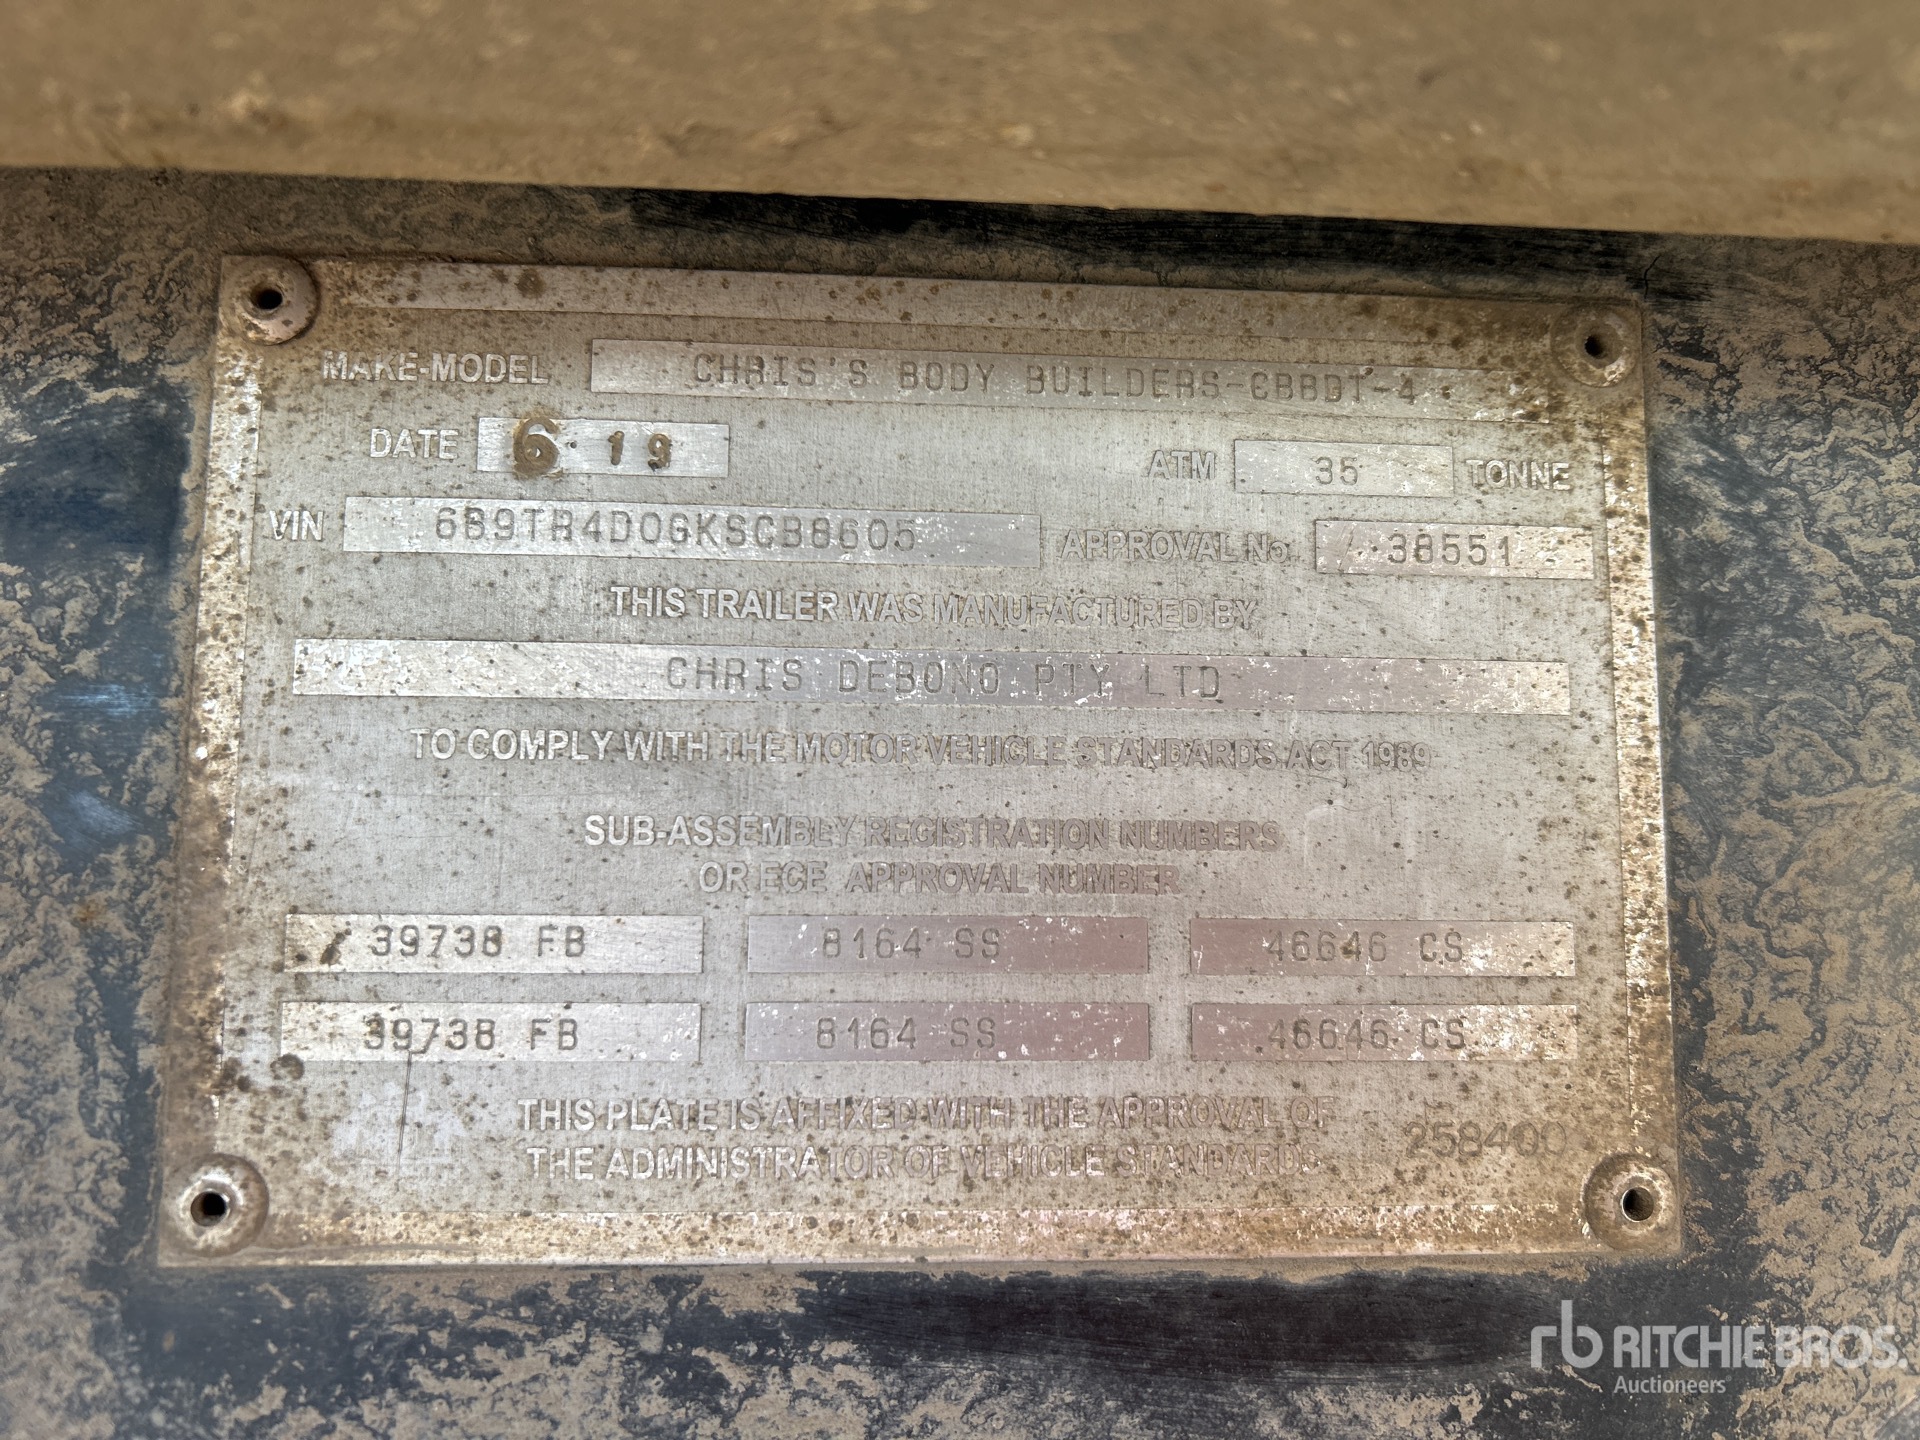 MAKE-MODEL CHRIS'S BODY BUILDERS-CBBDT-4
DATE 6 19 ATM 35 TONNE
VIN 6B9TR4DOGKSCB8605 APPROVAL No. 38551
THIS TRAILER WAS MANUFACTURED BY
CHRIS DEBONO PTY LTD
TO COMPLY WITH THE MOTOR VEHICLE STANDARDS ACT 1989
SUB-ASSEMBLY REGISTRATION NUMBERS
OR ECE APPROVAL NUMBER
39738 FB 8164 SS 46646 CS
39738 FB 8164 SS 46646 CS
THIS PLATE IS AFFIXED WITH THE APPROVAL OF
THE ADMINISTRATOR OF VEHICLE STANDARDS
258400
rb RITCHIE BROS.
Auctioneers